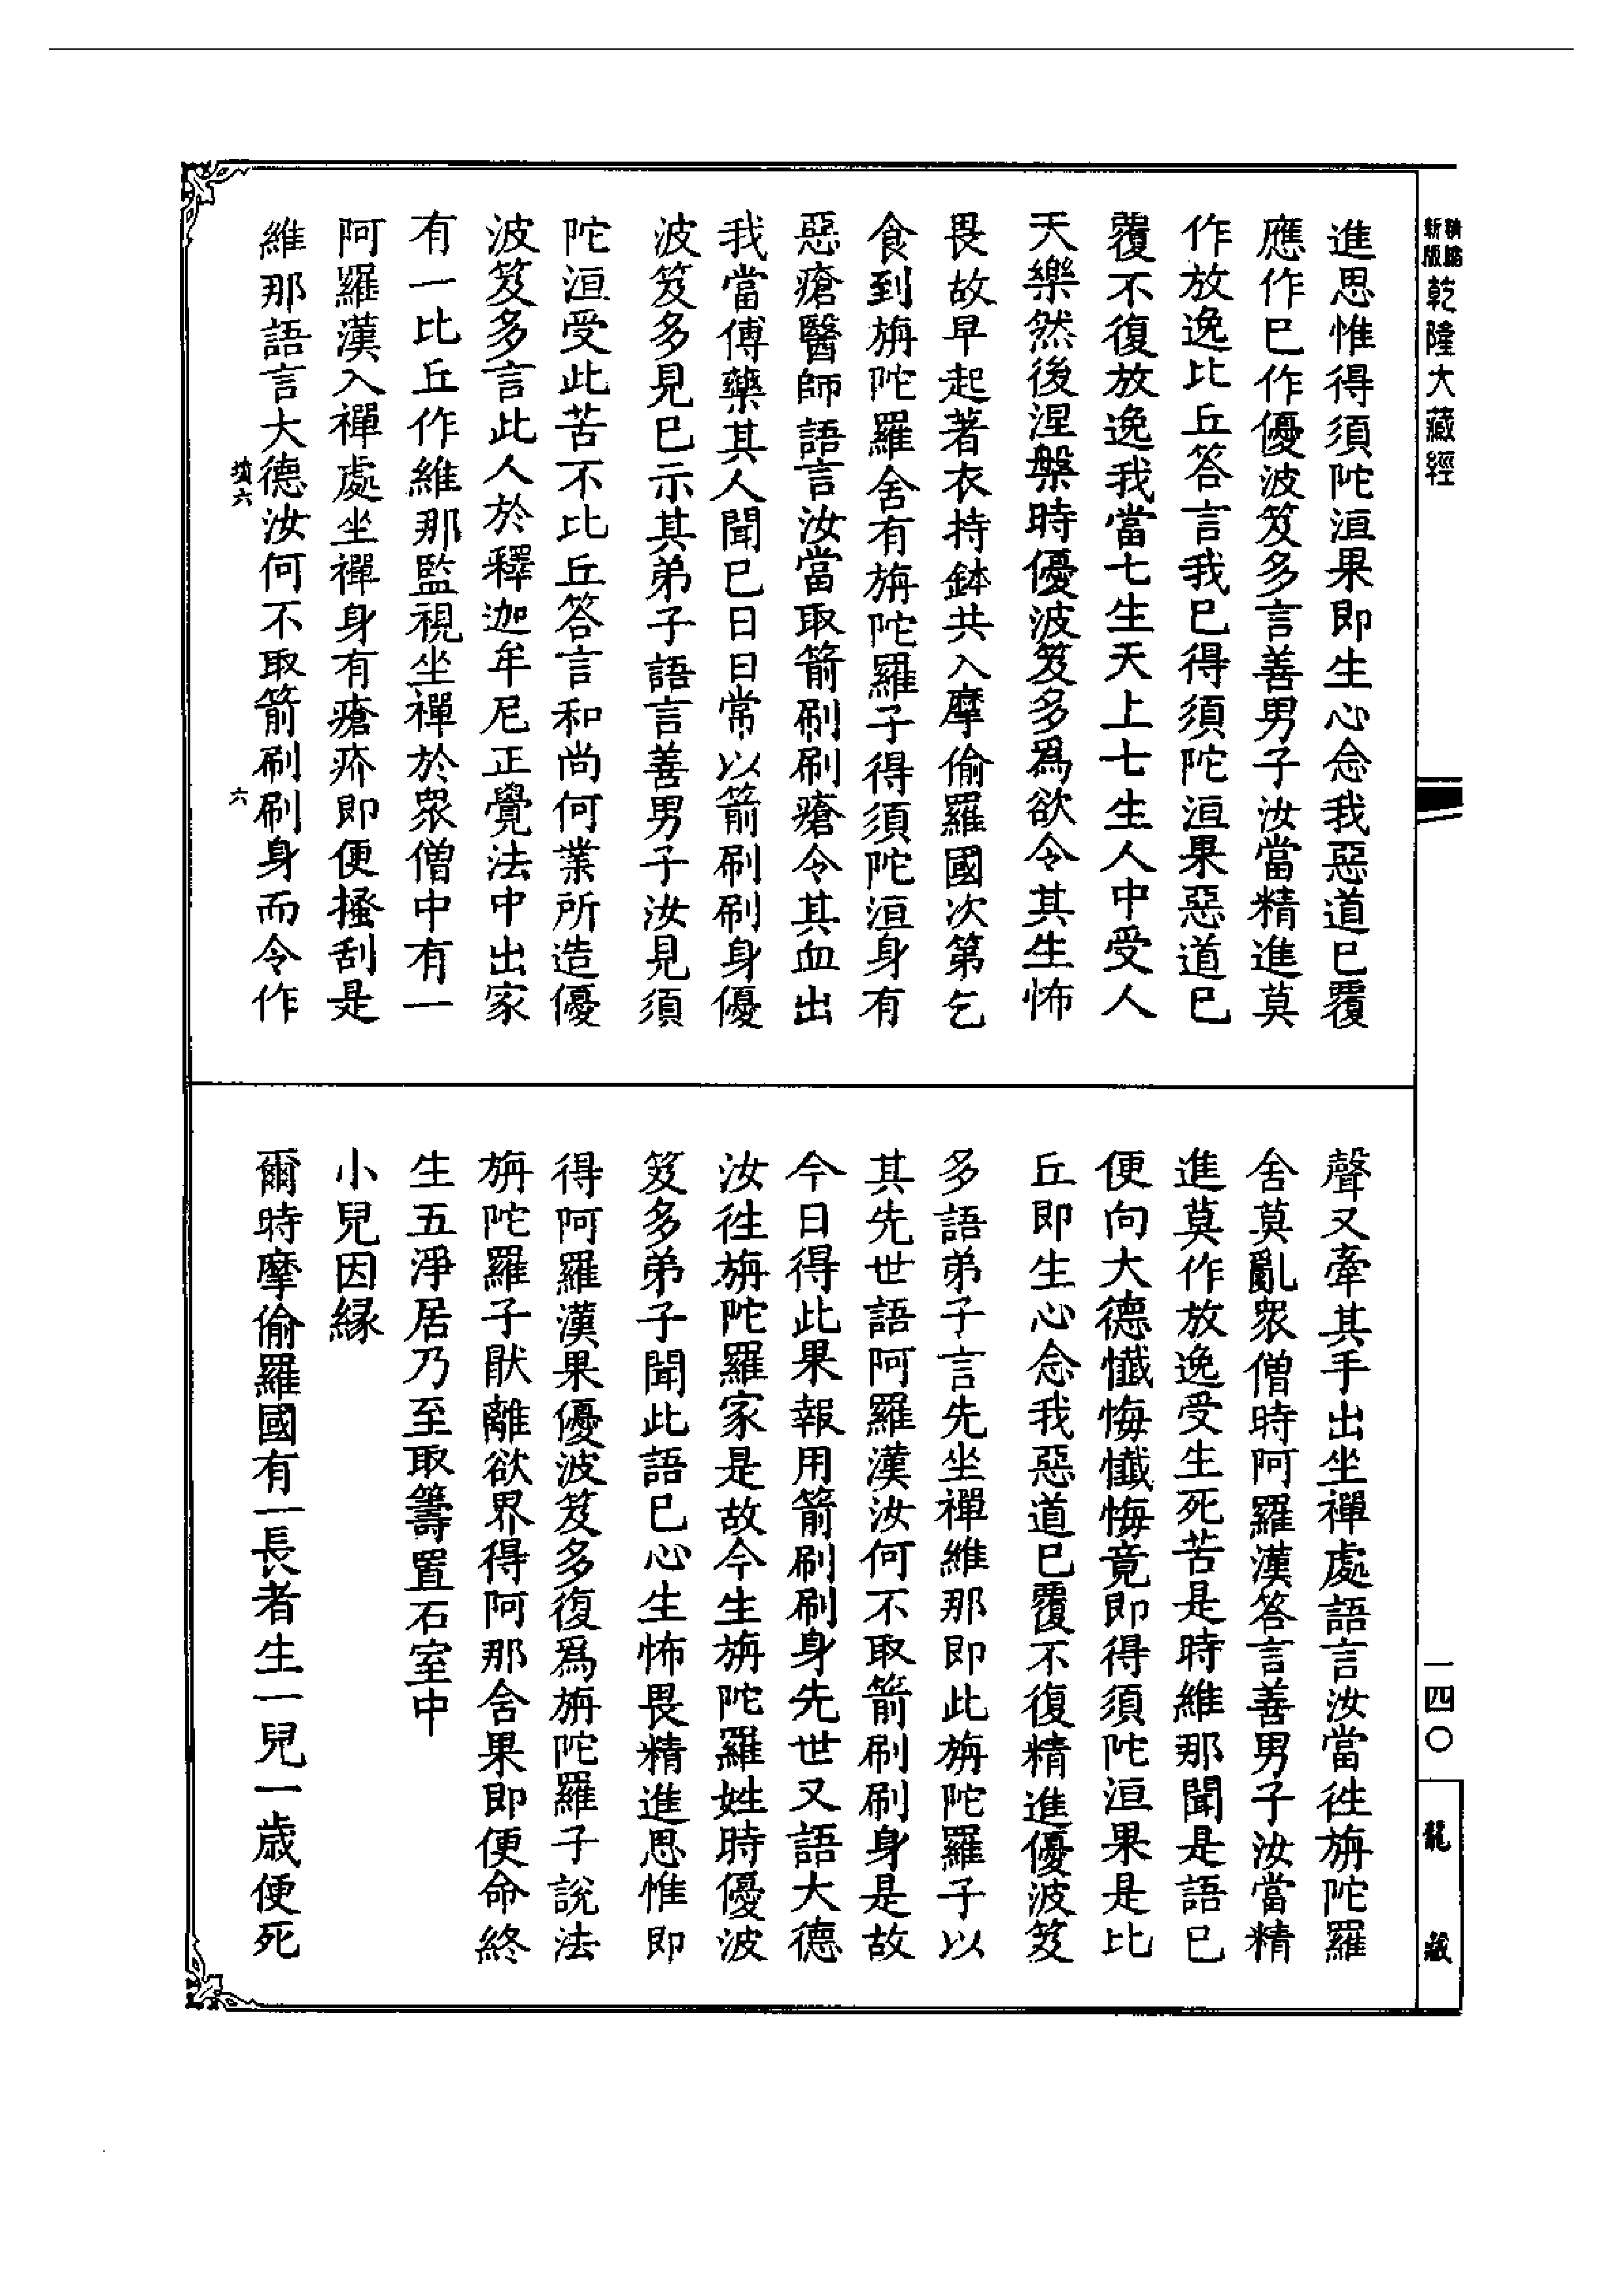 精縮
新版
乾隆大藏經
一四〇
龍藏
進思惟得須陀洹果即生心念我惡道已覆
應作已作優波笈多言善男子汝當精進莫
作放逸比丘答言我已得須陀洹果惡道已
覆不復放逸我當七生天上七生人中受人
天樂然後涅槃時優波笈多爲欲令其生怖
畏故早起著衣持鉢共入摩偷羅國次第乞
食到旃陀羅舍有旃陀羅子得須陀洹身有
惡瘡醫師語言汝當取箭刷刷瘡令其血出
我當傅藥其人聞已日日常以箭刷刷身優
波笈多見已示其弟子語言善男子汝見須
陀洹受此苦不比丘答言和尚何業所造優
波笈多言此人於釋迦牟尼正覺法中出家
有一比丘作維那監視坐禪於衆僧中有一
阿羅漢入禪處坐禪身有瘡疥即便搔刮是
維那語言大德汝何不取箭刷刷身而令作
六
聲又牽其手出坐禪處語言汝當往旃陀羅
舍莫亂衆僧時阿羅漢答言善男子汝當精
進莫作放逸受生死苦是時維那聞是語已
便向大德懺悔懺悔竟即得須陀洹果是比
丘即生心念我惡道已覆不復精進優波笈
多語弟子言先坐禪維那即此旃陀羅子以
其先世語阿羅漢汝何不取箭刷刷身是故
今日得此果報用箭刷刷身先世又語大德
汝往旃陀羅家是故今生旃陀羅姓時優波
笈多弟子聞此語已心生怖畏精進思惟即
得阿羅漢果優波笈多復爲旃陀羅子說法
旃陀羅子猒離欲界得阿那舍果即便命終
生五淨居乃至取籌置石室中
小兒因緣
爾時摩偷羅國有一長者生一兒一歲便死